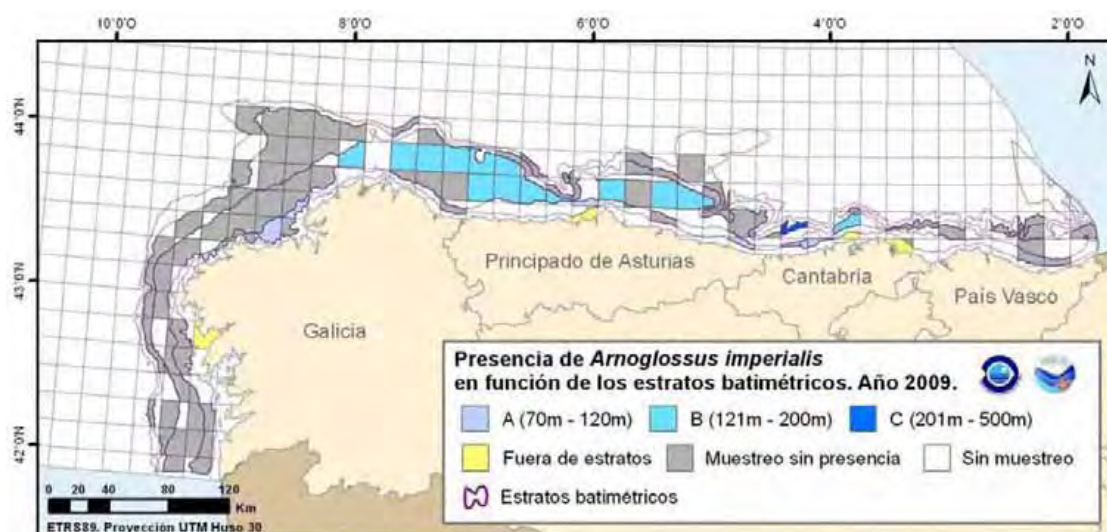 10°0'O 8°0'O 6°0'O 4°0'O 2°0'O
N
44°0'N
43°0'N
42°0'N
Principado de Asturias
Cantabria
País Vasco
Galicia
Presencia de Arnoglossus imperialis
en función de los estratos batimétricos. Año 2009.
A (70m - 120m) B (121m - 200m) C (201m - 500m)
Fuera de estratos Muestreo sin presencia Sin muestreo
Estratos batimétricos
0 20 40 80 120
Km
ETRS89. Proyección UTM Huso 30